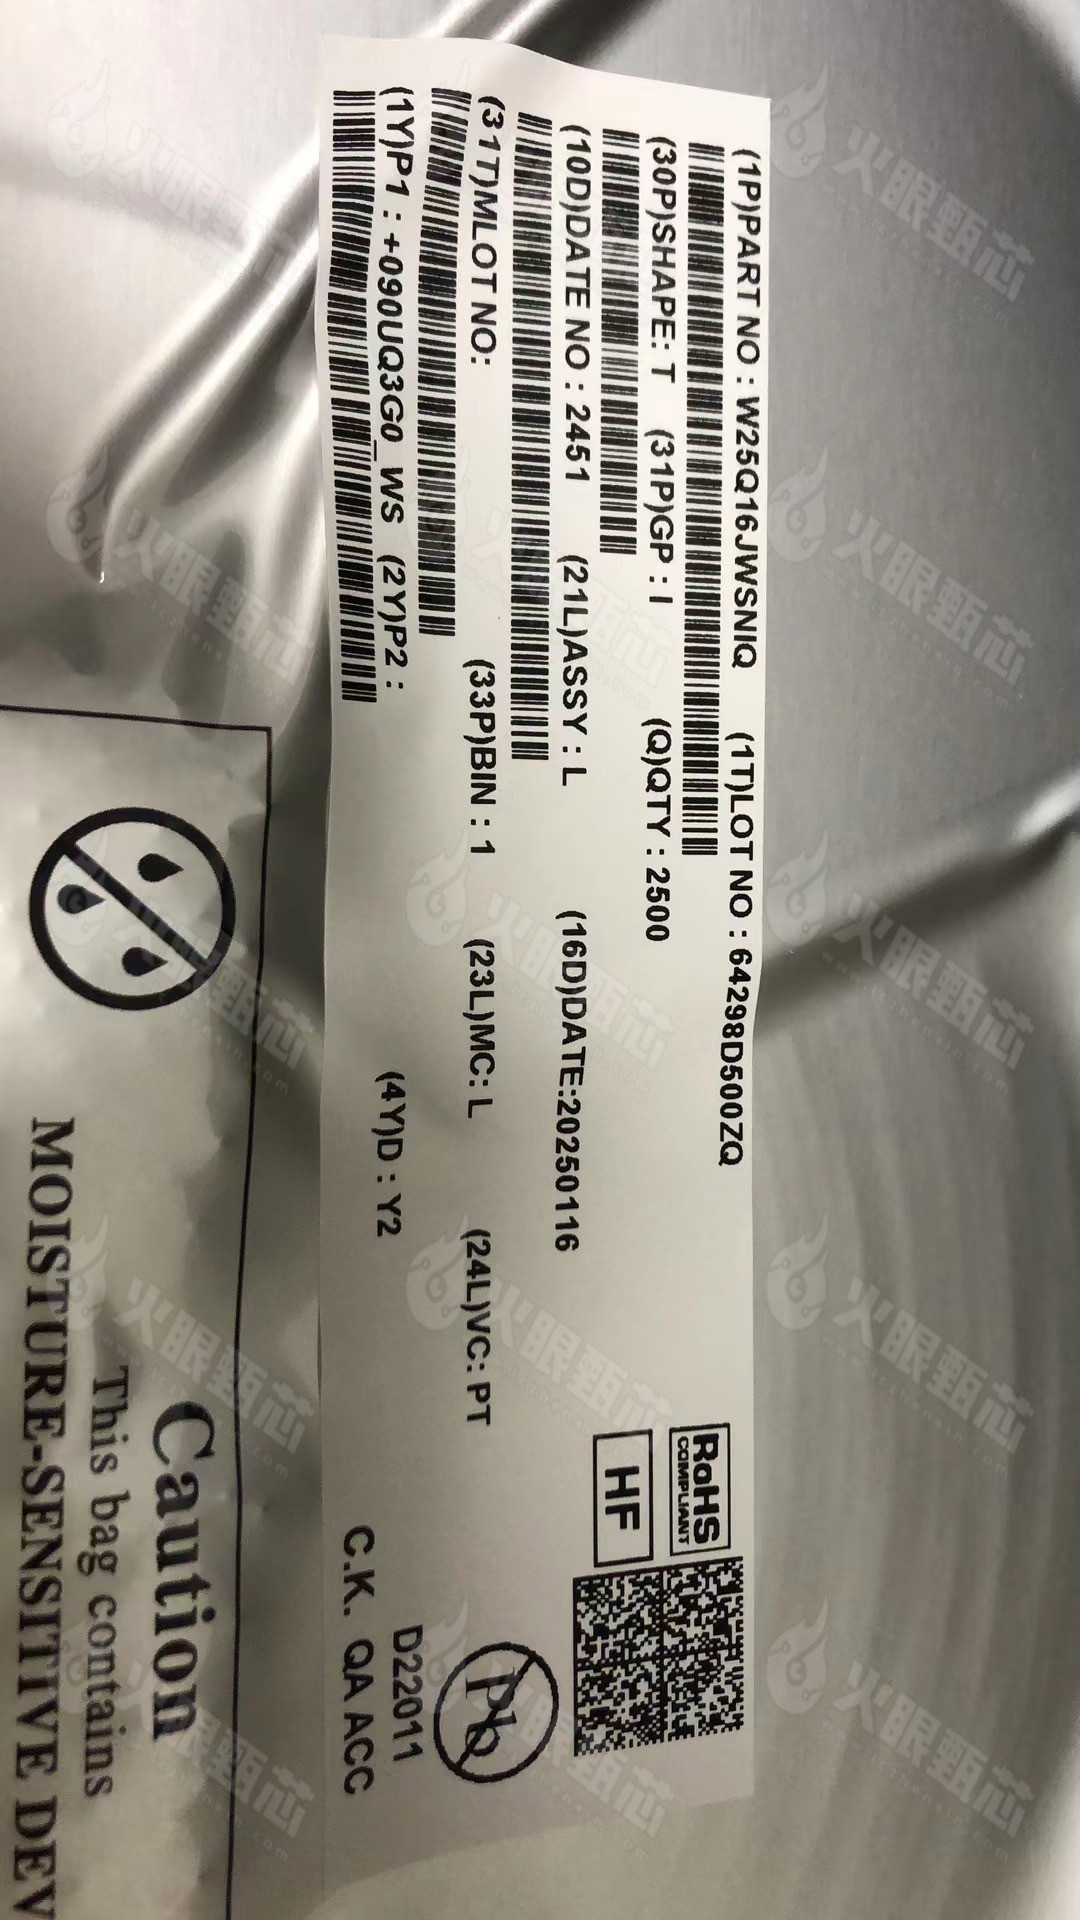 (1P)PART NO : W25Q16JWSNIQ (1T)LOT NO : 64298D500ZQ
(30P)SHAPE: T (31P)GP : I (Q)QTY : 2500
(10D)DATE NO : 2451 (21L)ASSY : L (16D)DATE:20250116
(31T)MLOT NO: (33P)BIN : 1 (23L)MC: L (24L)VC: PT
(1Y)P1 : +090UQ3G0_WS (2Y)P2 : (4Y)D : Y2
RoHS
COMPLIANT
HF
Pb
D22011
C.K. QA ACC
Caution
This bag contains
MOISTURE-SENSITIVE DEV
火眼甄芯